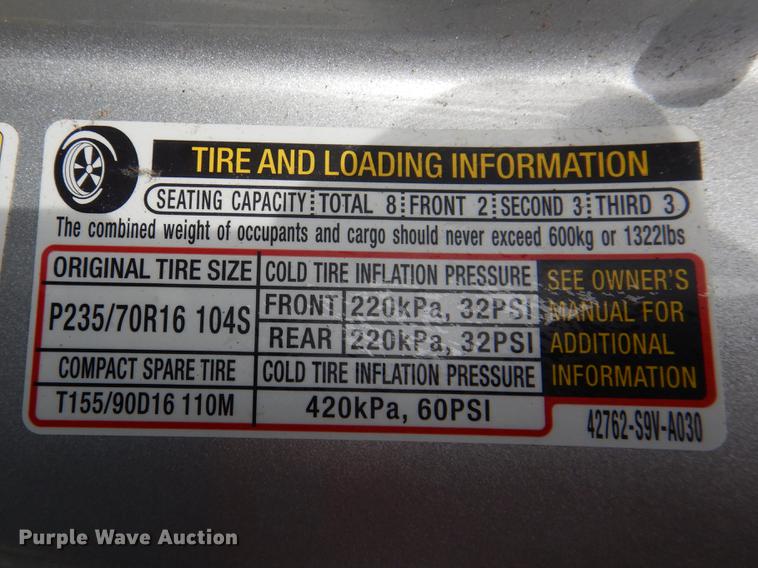 TIRE AND LOADING INFORMATION
SEATING CAPACITY TOTAL 8 FRONT 2 SECOND 3 THIRD 3
The combined weight of occupants and cargo should never exceed 600kg or 1322lbs
ORIGINAL TIRE SIZE COLD TIRE INFLATION PRESSURE
P235/70R16 104S
FRONT 220kPa, 32PSI
REAR 220kPa, 32PSI
COMPACT SPARE TIRE COLD TIRE INFLATION PRESSURE
T155/90D16 110M 420kPa, 60PSI
SEE OWNER'S
MANUAL FOR
ADDITIONAL
INFORMATION
42762-S9V-A030
Purple Wave Auction